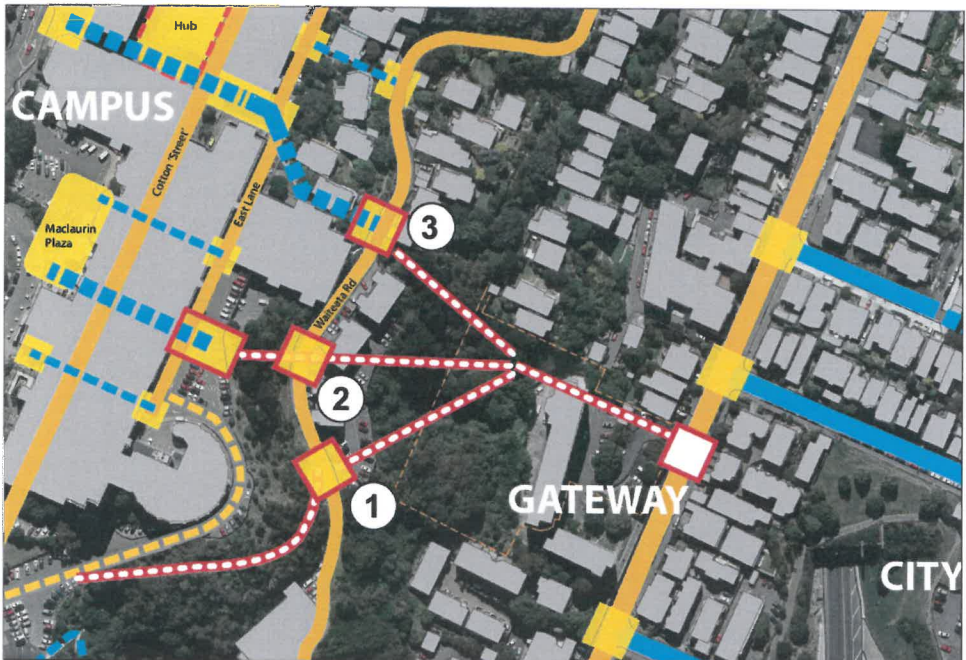 Hub
CAMPUS
Cotton 'Street'
East Lane
Maclaurin
Plaza
3
Waiteata Rd
2
1
GATEWAY
CITY